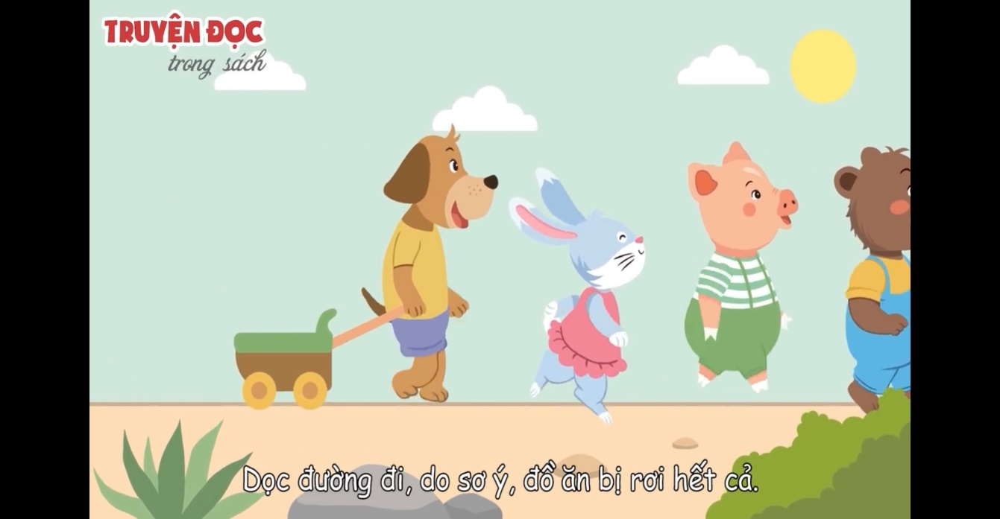 TRUYỆN ĐỌC
trong sách
Dọc đường đi, do sơ ý, đồ ăn bị rơi hết cả.